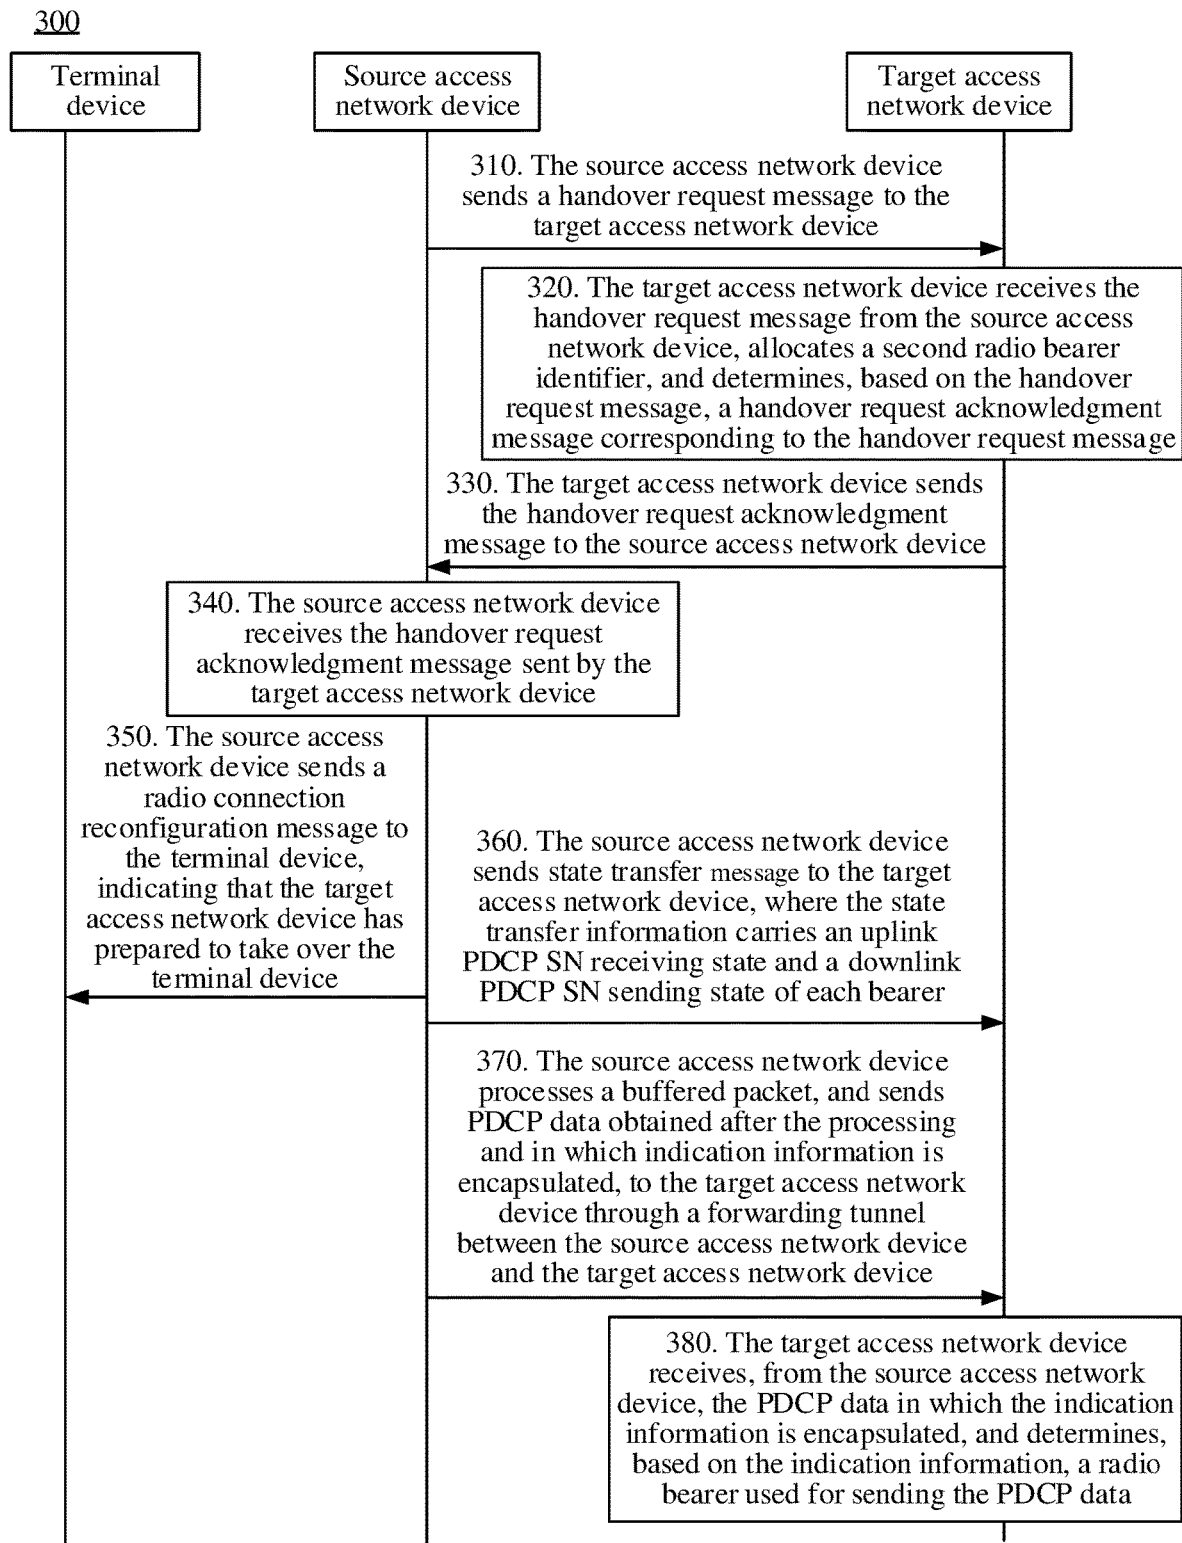 300
Terminal
device
Source access
network device
Target access
network device
310. The source access network device
sends a handover request message to the
target access network device
320. The target access network device receives the
handover request message from the source access
network device, allocates a second radio bearer
identifier, and determines, based on the handover
request message, a handover request acknowledgment
message corresponding to the handover request message
330. The target access network device sends
the handover request acknowledgment
message to the source access network device
340. The source access network device
receives the handover request
acknowledgment message sent by the
target access network device
350. The source access
network device sends a
radio connection
reconfiguration message to
the terminal device,
indicating that the target
access network device has
prepared to take over the
terminal device
360. The source access network device
sends state transfer message to the target
access network device, where the state
transfer information carries an uplink
PDCP SN receiving state and a downlink
PDCP SN sending state of each bearer
370. The source access network device
processes a buffered packet, and sends
PDCP data obtained after the processing
and in which indication information is
encapsulated, to the target access network
device through a forwarding tunnel
between the source access network device
and the target access network device
380. The target access network device
receives, from the source access network
device, the PDCP data in which the indication
information is encapsulated, and determines,
based on the indication information, a radio
bearer used for sending the PDCP data